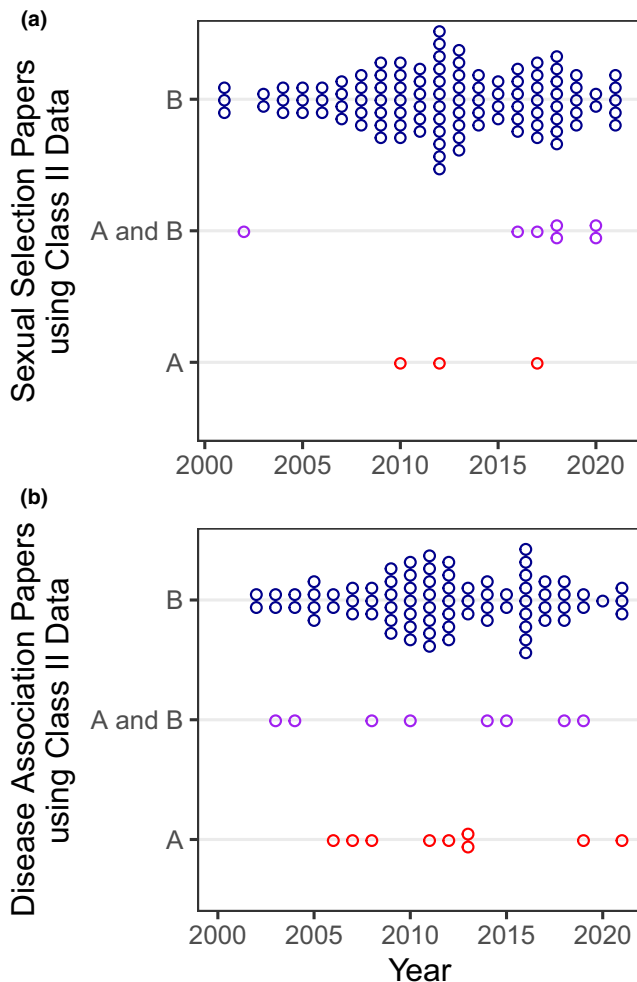 (a)
Sexual Selection Papers
using Class II Data
B
A and B
A
2000 2005 2010 2015 2020
(b)
Disease Association Papers
using Class II Data
B
A and B
A
2000 2005 2010 2015 2020
Year